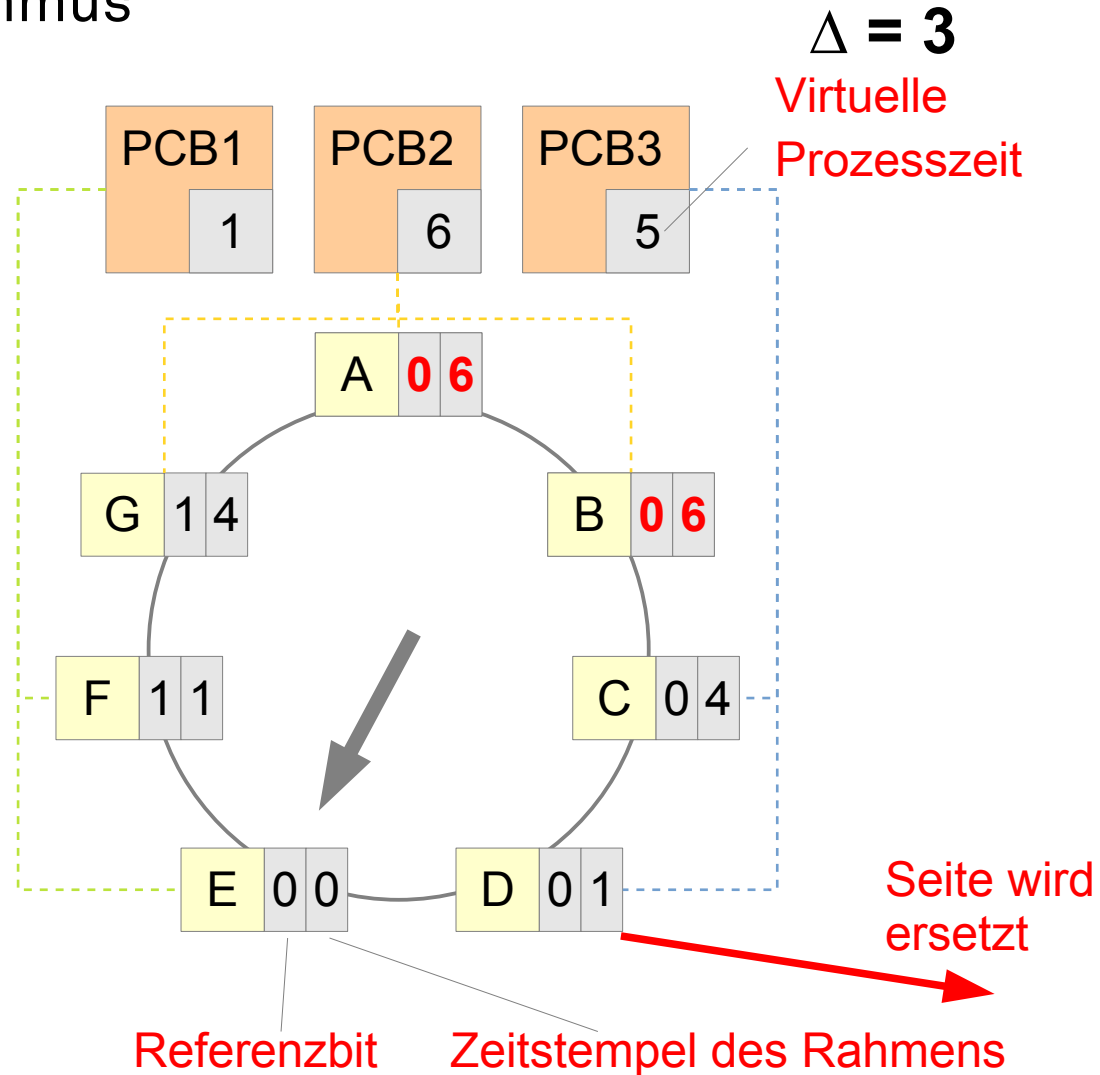 Δ = 3
Virtuelle
Prozesszeit
PCB1
1
PCB2
6
PCB3
5
A 0 6
G 1 4
B 0 6
F 1 1
C 0 4
E 0 0
D 0 1
Seite wird
ersetzt
Referenzbit
Zeitstempel des Rahmens